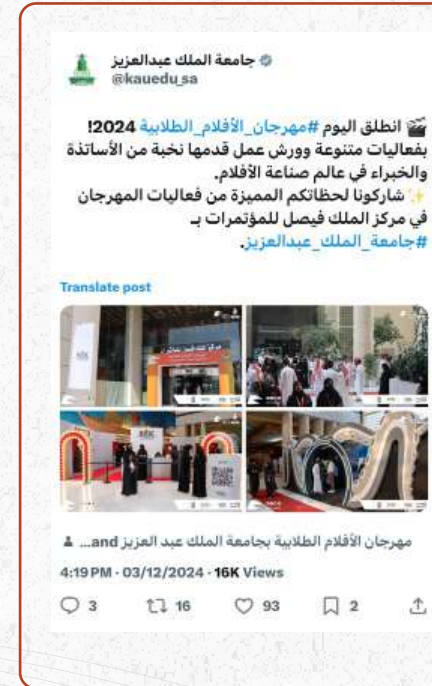 جامعة الملك عبدالعزيز
@kauedu_sa
🎬 انطلق اليوم #مهرجان_الأفلام_الطلابية 2024!
بفعاليات متنوعة وورش عمل قدمها نخبة من الأساتذة
والخبراء في عالم صناعة الأفلام.
✨ شاركونا لحظاتكم المميزة من فعاليات المهرجان
في مركز الملك فيصل للمؤتمرات بـ
#جامعة_الملك_عبدالعزيز.
Translate post
مهرجان الأفلام الطلابية بجامعة الملك عبد العزيز and...
4:19 PM · 03/12/2024 · 16K Views
3 16 93 2